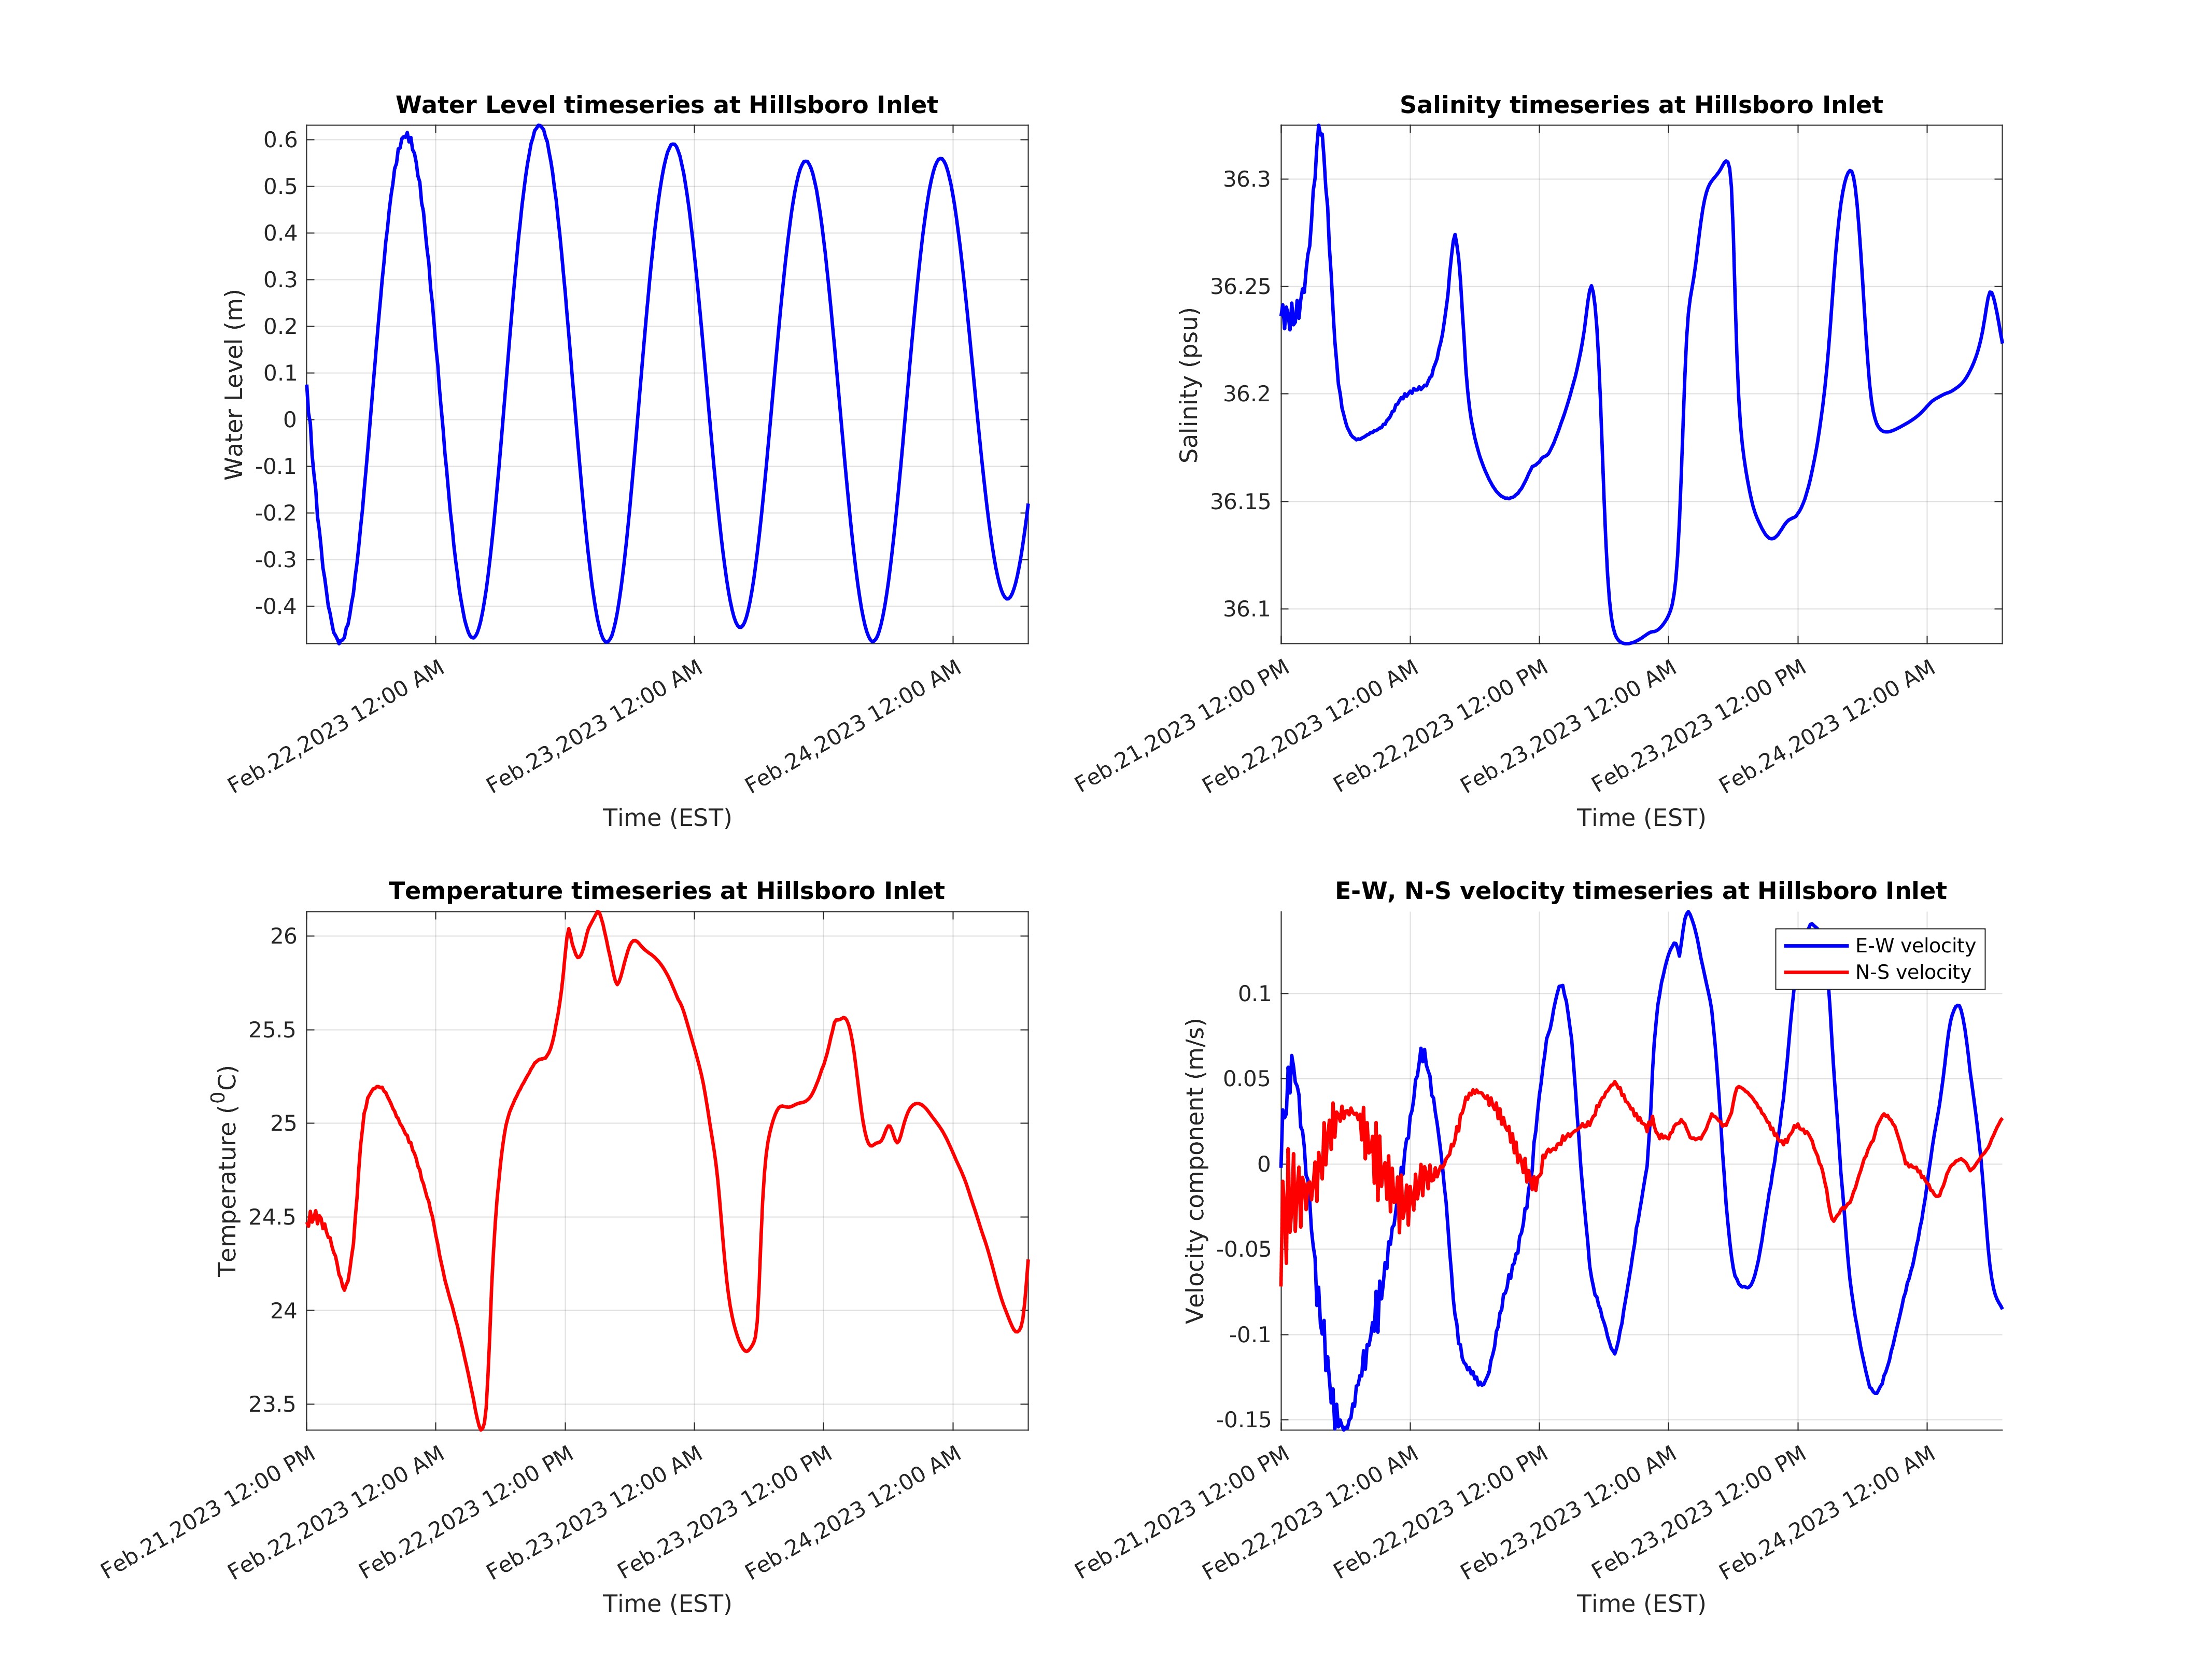 Water Level timeseries at Hillsboro Inlet
Water Level (m)
0.6
0.5
0.4
0.3
0.2
0.1
0
-0.1
-0.2
-0.3
-0.4
Feb.22,2023 12:00 AM
Feb.23,2023 12:00 AM
Feb.24,2023 12:00 AM
Time (EST)
Salinity timeseries at Hillsboro Inlet
Salinity (psu)
36.3
36.25
36.2
36.15
36.1
Feb.21,2023 12:00 PM
Feb.22,2023 12:00 AM
Feb.22,2023 12:00 PM
Feb.23,2023 12:00 AM
Feb.23,2023 12:00 PM
Feb.24,2023 12:00 AM
Time (EST)
Temperature timeseries at Hillsboro Inlet
Temperature (⁰C)
26
25.5
25
24.5
24
23.5
Feb.21,2023 12:00 PM
Feb.22,2023 12:00 AM
Feb.22,2023 12:00 PM
Feb.23,2023 12:00 AM
Feb.23,2023 12:00 PM
Feb.24,2023 12:00 AM
Time (EST)
E-W, N-S velocity timeseries at Hillsboro Inlet
E-W velocity
N-S velocity
Velocity component (m/s)
0.1
0.05
0
-0.05
-0.1
-0.15
Feb.21,2023 12:00 PM
Feb.22,2023 12:00 AM
Feb.22,2023 12:00 PM
Feb.23,2023 12:00 AM
Feb.23,2023 12:00 PM
Feb.24,2023 12:00 AM
Time (EST)